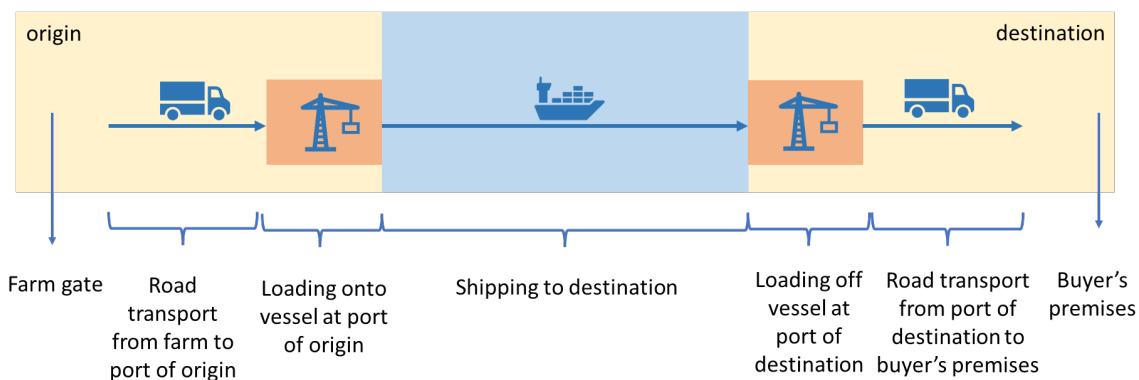 origin
destination
Farm gate
Road
transport
from farm to
port of origin
Loading onto
vessel at port
of origin
Shipping to destination
Loading off
vessel at
port of
destination
Road transport
from port of
destination to
buyer's premises
Buyer's
premises